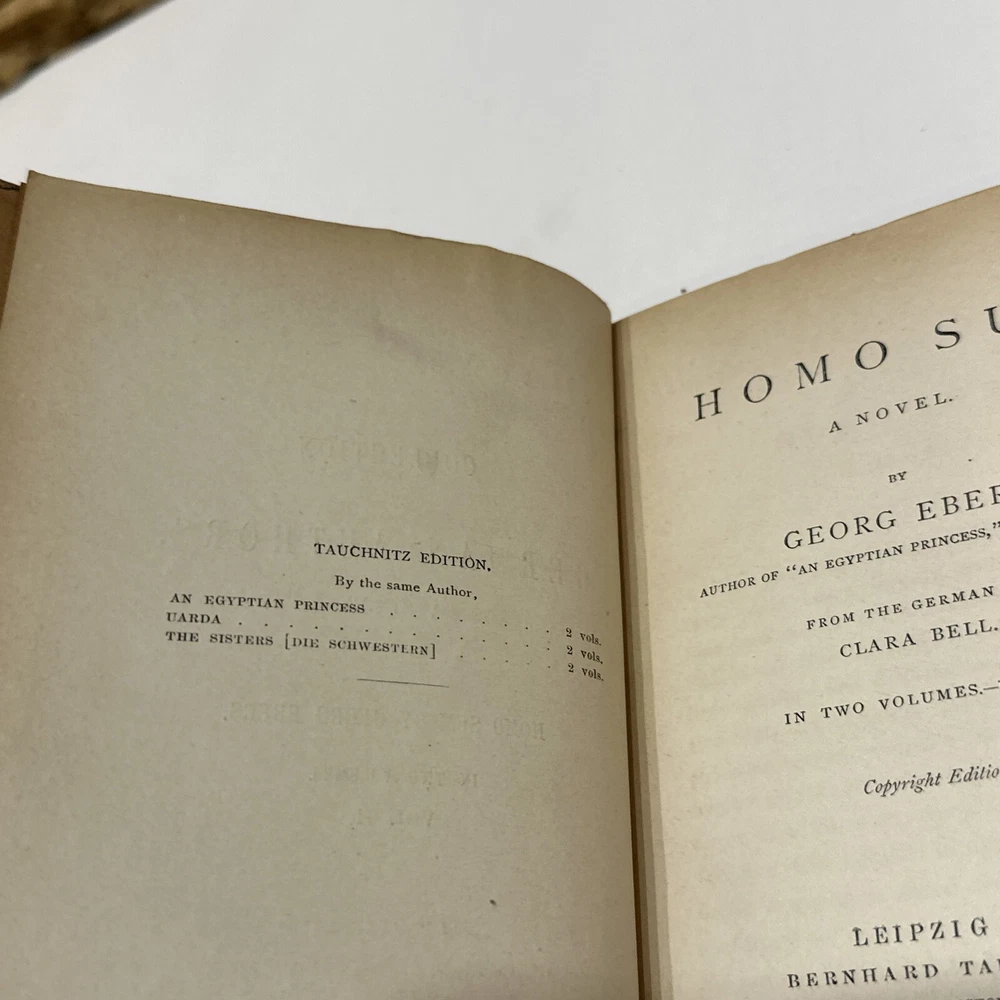 TAUCHNITZ EDITION.
By the same Author,
AN EGYPTIAN PRINCESS . . . . . . . 2 vols.
UARDA . . . . . . . . . . . . 2 vols.
THE SISTERS [DIE SCHWESTERN] . . . . . 2 vols.
HOMO SU
A NOVEL.
BY
GEORG EBER
AUTHOR OF "AN EGYPTIAN PRINCESS,"
FROM THE GERMAN
CLARA BELL.
IN TWO VOLUMES.—
Copyright Editio
LEIPZIG
BERNHARD TA